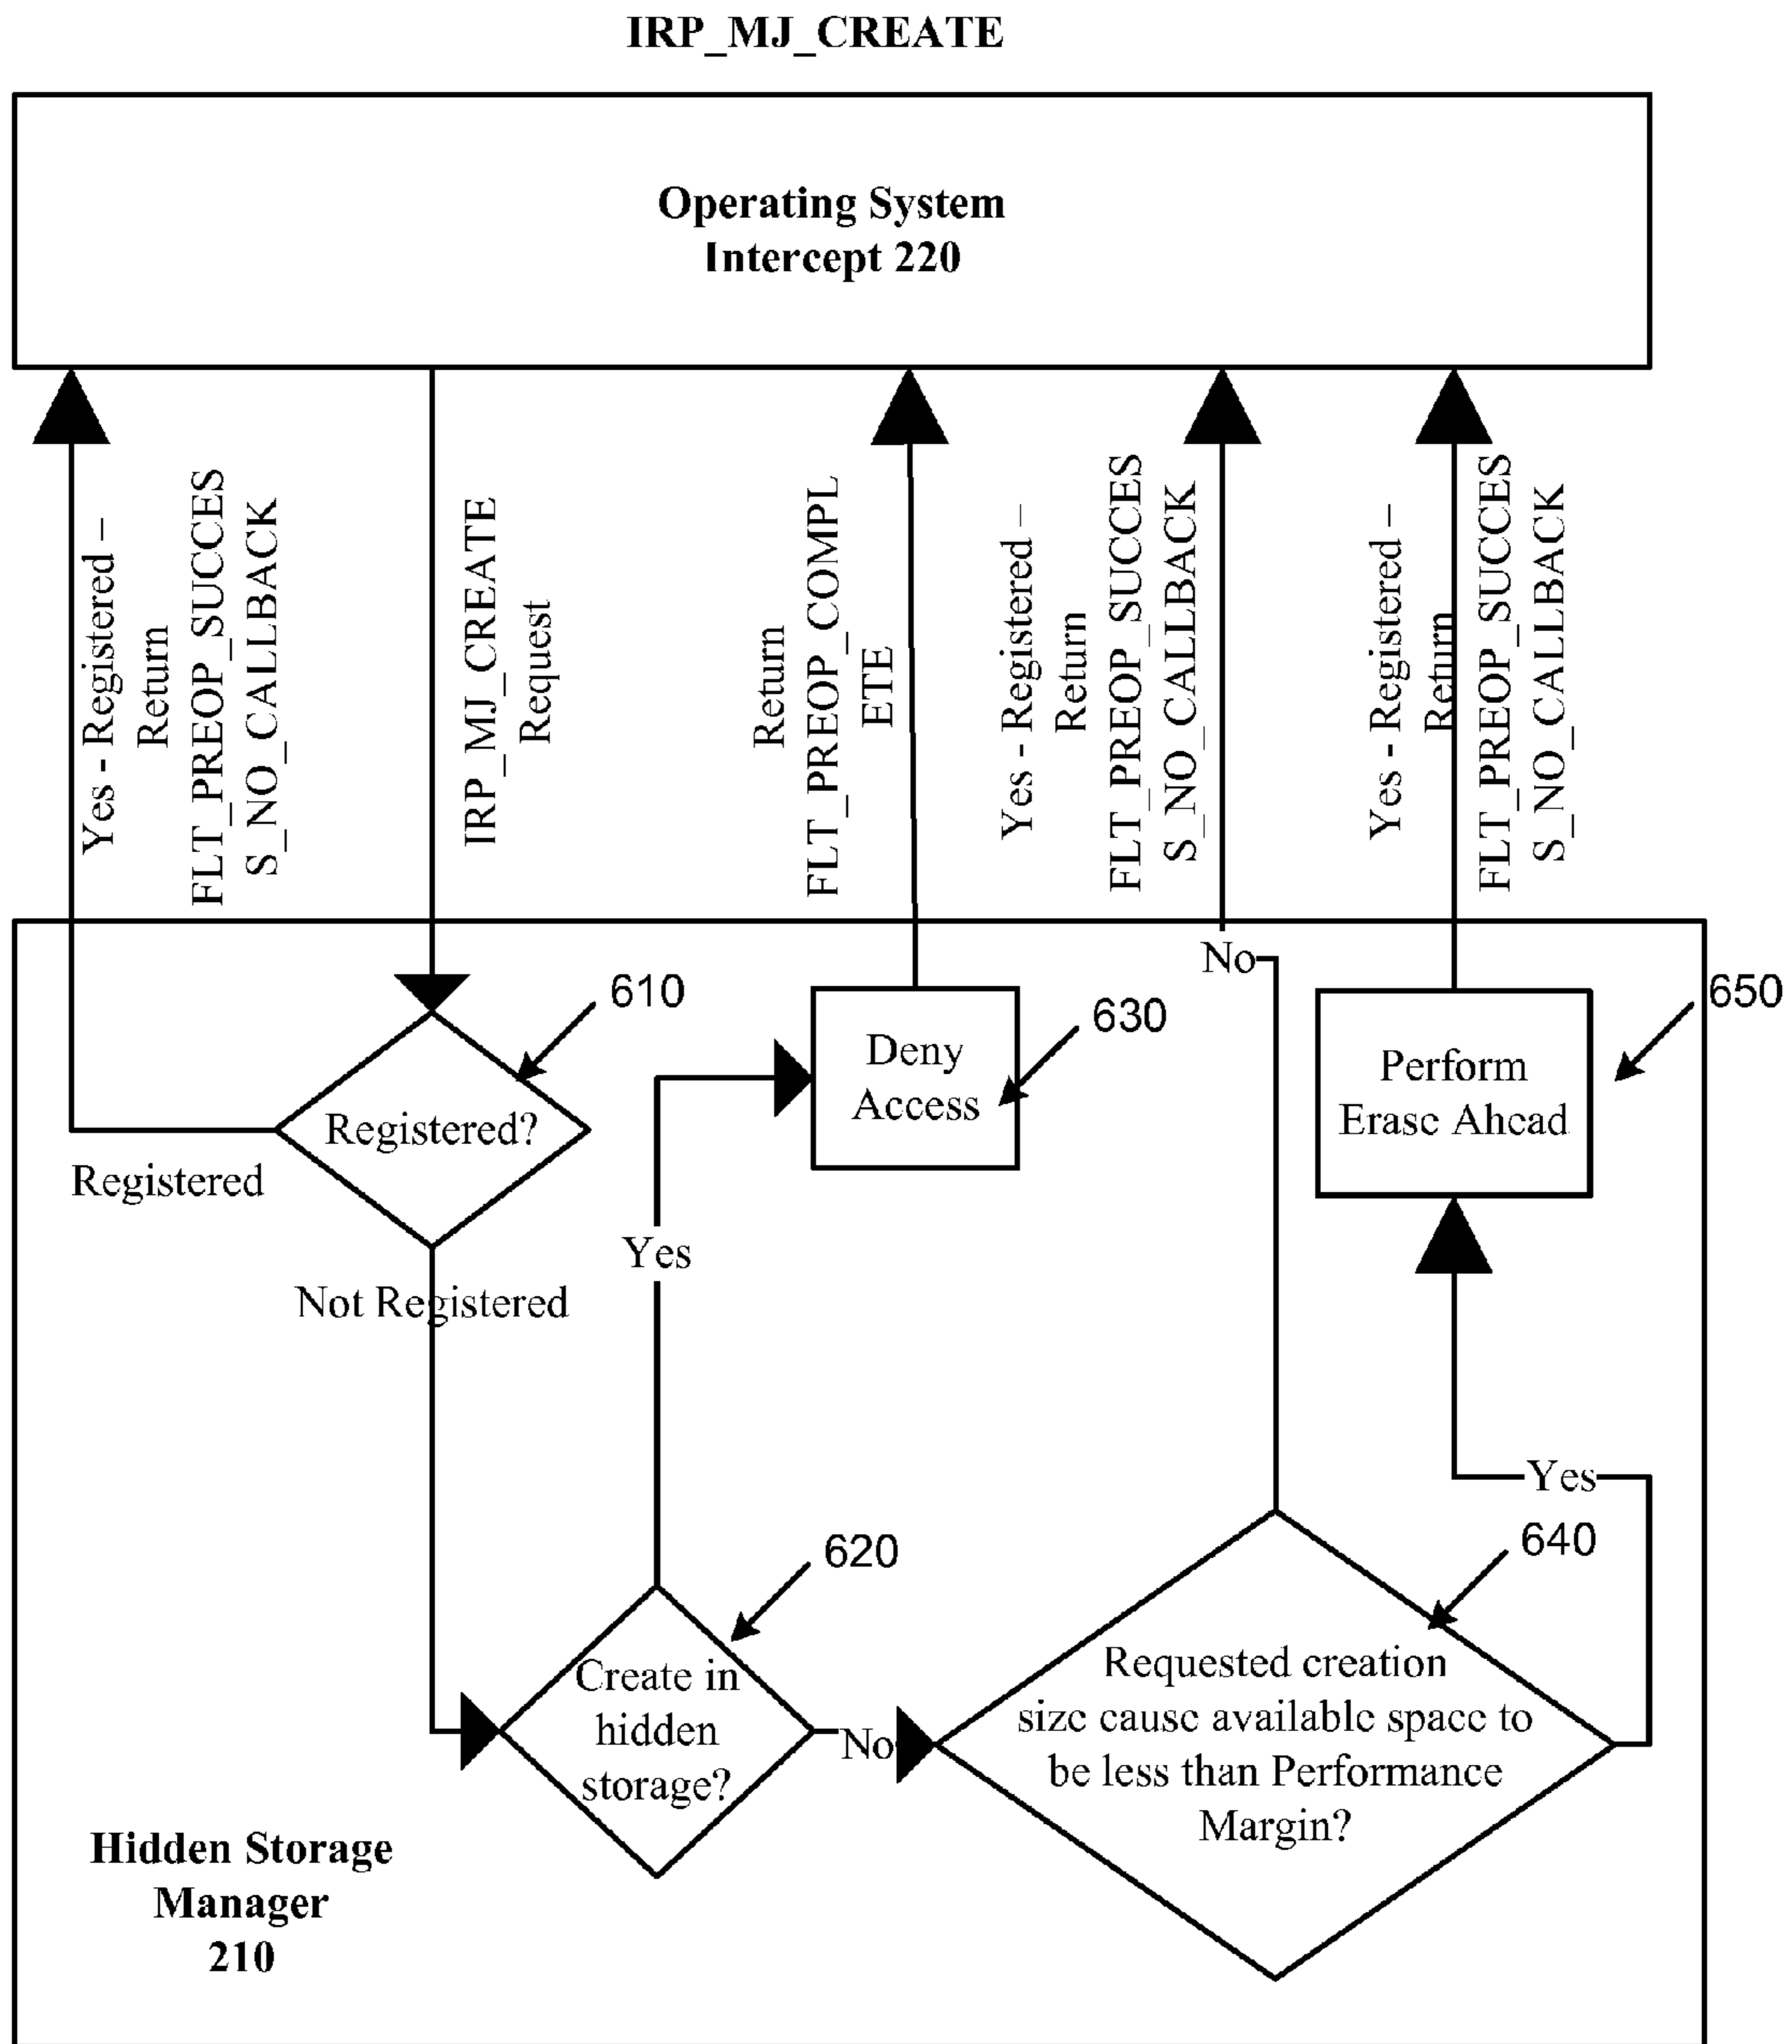 IRP_MJ_CREATE
Operating System
Intercept 220
Yes - Registered –
Return
FLT_PREOP_SUCCES
S_NO_CALLBACK
IRP_MJ_CREATE
Request
Return
FLT_PREOP_COMPL
ETE
Yes - Registered –
Return
FLT_PREOP_SUCCES
S_NO_CALLBACK
Yes - Registered –
Return
FLT_PREOP_SUCCES
S_NO_CALLBACK
No
610
630
650
Deny
Access
Perform
Erase Ahead
Registered?
Registered
Yes
Not Registered
Yes
620
640
Create in
hidden
storage?
No
Requested creation
size cause available space to
be less than Performance
Margin?
Hidden Storage
Manager
210